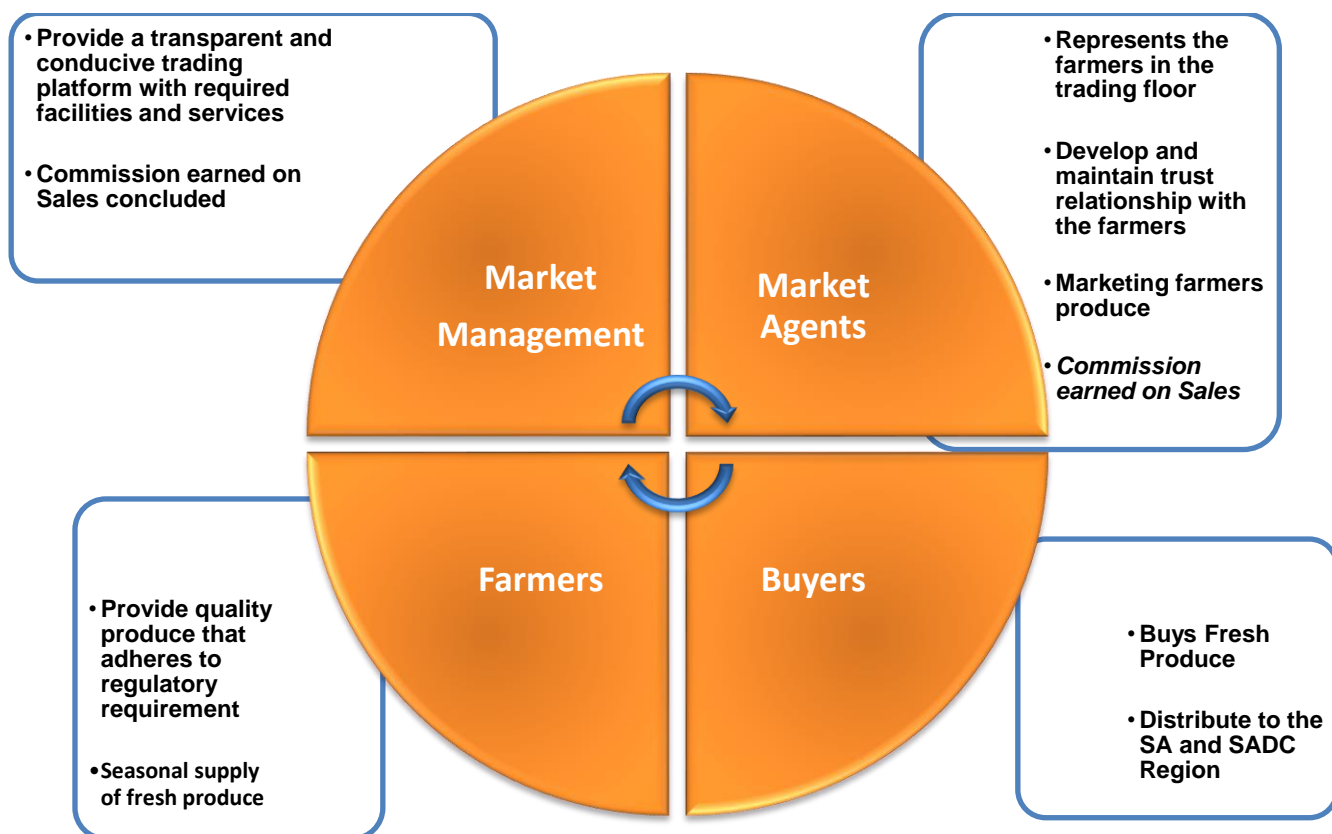 • Provide a transparent and
conducive trading
platform with required
facilities and services
• Commission earned on
Sales concluded
• Represents the
farmers in the
trading floor
• Develop and
maintain trust
relationship with
the farmers
• Marketing farmers
produce
• Commission
earned on Sales
Market
Management
Market
Agents
Farmers
Buyers
• Provide quality
produce that
adheres to
regulatory
requirement
• Seasonal supply
of fresh produce
• Buys Fresh
Produce
• Distribute to the
SA and SADC
Region